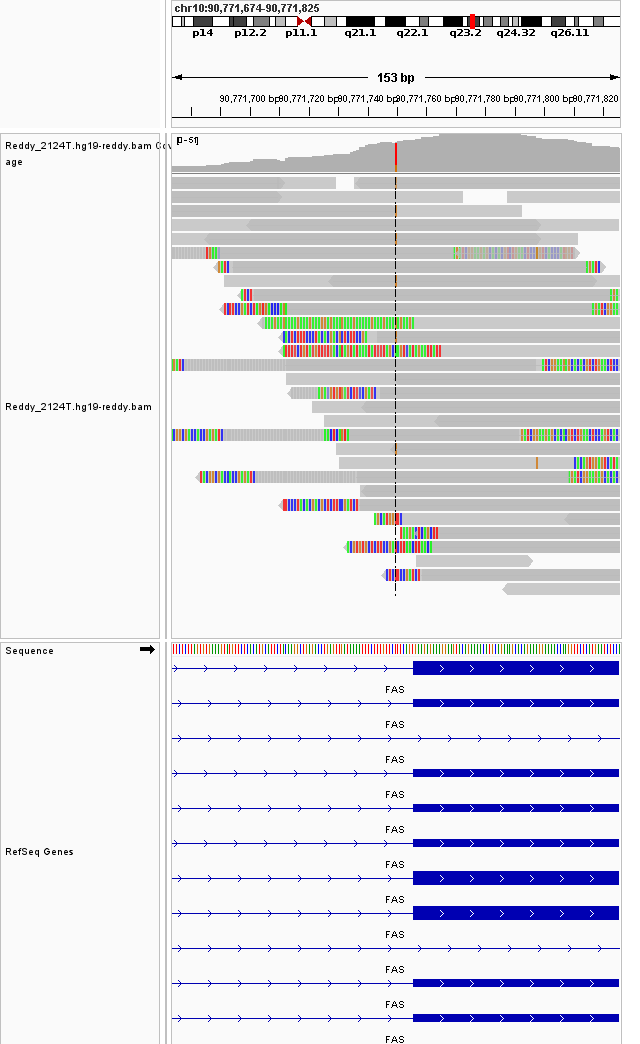 chr10:90,771,674-90,771,825
p14 p12.2 p11.1 q21.1 q22.1 q23.2 q24.32 q26.11
153 bp
90,771,700 bp 90,771,720 bp 90,771,740 bp 90,771,760 bp 90,771,780 bp 90,771,800 bp 90,771,820
Reddy_2124T.hg19-reddy.bam Cov
age
[0 - 51]
Reddy_2124T.hg19-reddy.bam
Sequence
FAS
FAS
FAS
FAS
FAS
RefSeq Genes
FAS
FAS
FAS
FAS
FAS
FAS